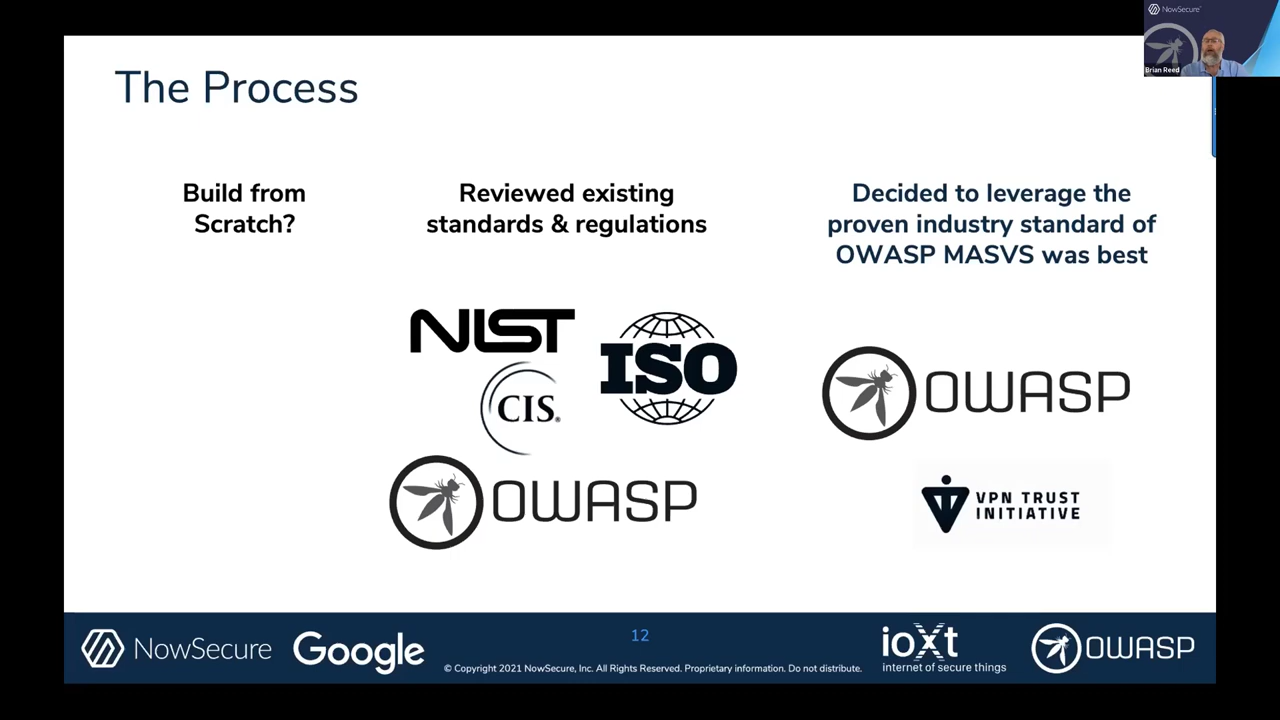 NowSecure
Brian Reed
The Process
Build from
Scratch?
Reviewed existing
standards & regulations
Decided to leverage the
proven industry standard of
OWASP MASVS was best
NIST
ISO
CIS.
OWASP
OWASP
VPN TRUST
INITIATIVE
NowSecure
Google
12
© Copyright 2021 NowSecure, Inc. All Rights Reserved. Proprietary information. Do not distribute.
ioXt
internet of secure things
OWASP